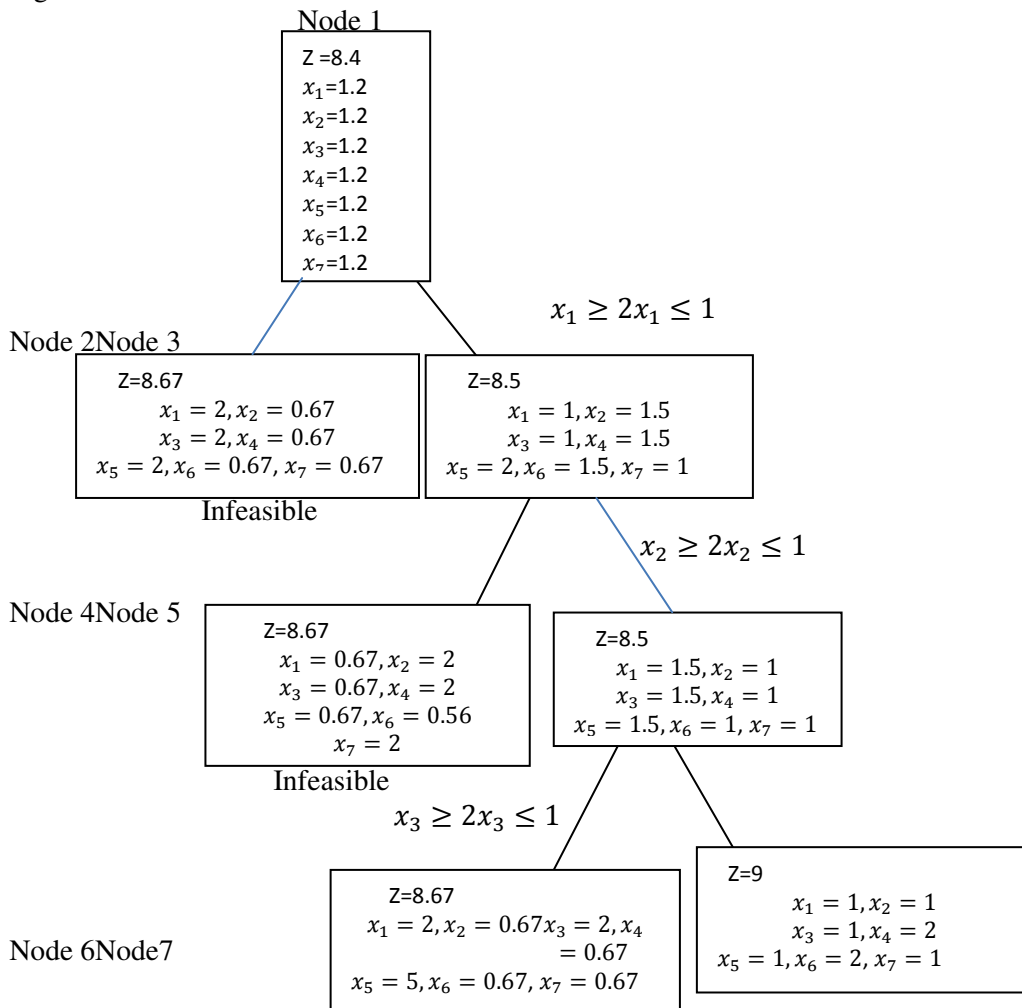 Node 1
Z =8.4
x₁=1.2
x₂=1.2
x₃=1.2
x₄=1.2
x₅=1.2
x₆=1.2
x₇=1.2
x₁ ≥ 2x₁ ≤ 1
Node 2Node 3
Z=8.67
x₁ = 2, x₂ = 0.67
x₃ = 2, x₄ = 0.67
x₅ = 2, x₆ = 0.67, x₇ = 0.67
Infeasible
Z=8.5
x₁ = 1, x₂ = 1.5
x₃ = 1, x₄ = 1.5
x₅ = 2, x₆ = 1.5, x₇ = 1
x₂ ≥ 2x₂ ≤ 1
Node 4Node 5
Z=8.67
x₁ = 0.67, x₂ = 2
x₃ = 0.67, x₄ = 2
x₅ = 0.67, x₆ = 0.56
x₇ = 2
Infeasible
Z=8.5
x₁ = 1.5, x₂ = 1
x₃ = 1.5, x₄ = 1
x₅ = 1.5, x₆ = 1, x₇ = 1
x₃ ≥ 2x₃ ≤ 1
Node 6Node7
Z=8.67
x₁ = 2, x₂ = 0.67x₃ = 2, x₄
= 0.67
x₅ = 5, x₆ = 0.67, x₇ = 0.67
Z=9
x₁ = 1, x₂ = 1
x₃ = 1, x₄ = 2
x₅ = 1, x₆ = 2, x₇ = 1